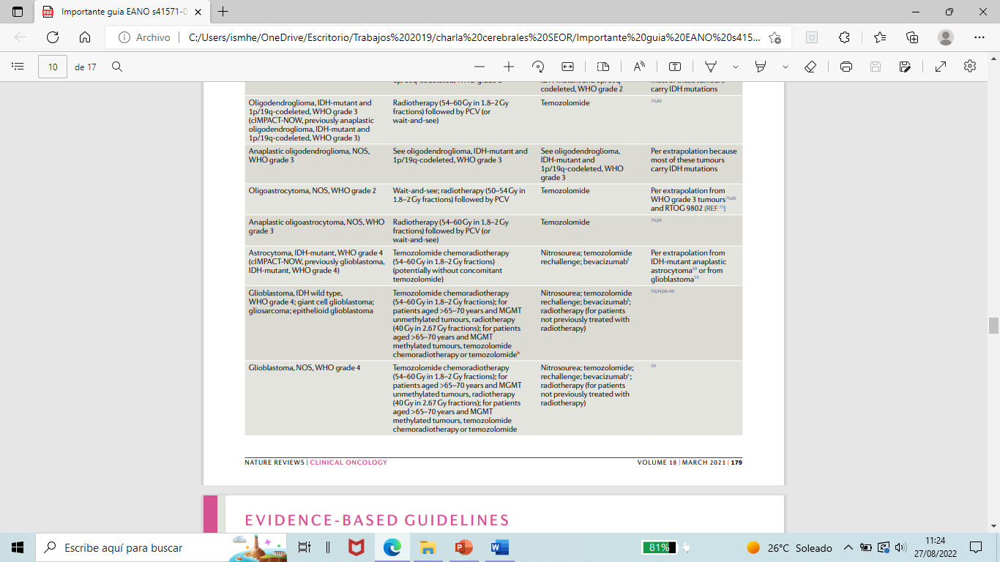 Importante guia EANO s41571-0
Archivo
C:/Users/ismhe/OneDrive/Escritorio/Trabajos%202019/charla%20cerebrales%20SEOR/Importante%20guia%20EANO%20s415...
10 de 17
codeleted, WHO grade 2
carry IDH mutations
Oligodendroglioma, IDH-mutant and
1p/19q-codeleted, WHO grade 3
(cIMPACT-NOW, previously anaplastic
oligodendroglioma, IDH-mutant and
1p/19q-codeleted, WHO grade 3)
Radiotherapy (54–60 Gy in 1.8–2 Gy
fractions) followed by PCV (or
wait-and-see)
Temozolomide
79,80
Anaplastic oligodendroglioma, NOS,
WHO grade 3
See oligodendroglioma, IDH-mutant and
1p/19q-codeleted, WHO grade 3
See oligodendroglioma,
IDH-mutant and
1p/19q-codeleted, WHO
grade 3
Per extrapolation because
most of these tumours
carry IDH mutations
Oligoastrocytoma, NOS, WHO grade 2
Wait-and-see; radiotherapy (50–54 Gy in
1.8–2 Gy fractions) followed by PCV
Temozolomide
Per extrapolation from
WHO grade 3 tumours79,80
and RTOG 9802 (REF.75)
Anaplastic oligoastrocytoma, NOS, WHO
grade 3
Radiotherapy (54–60 Gy in 1.8–2 Gy
fractions) followed by PCV (or
wait-and-see)
Temozolomide
79,80
Astrocytoma, IDH-mutant, WHO grade 4
(cIMPACT-NOW, previously glioblastoma,
IDH-mutant, WHO grade 4)
Temozolomide chemoradiotherapy
(54–60 Gy in 1.8–2 Gy fractions)
(potentially without concomitant
temozolomide)
Nitrosourea; temozolomide
rechallenge; bevacizumabf
Per extrapolation from
IDH-mutant anaplastic
astrocytoma88 or from
glioblastoma59
Glioblastoma, IDH wild type,
WHO grade 4; giant cell glioblastoma;
gliosarcoma; epithelioid glioblastoma
Temozolomide chemoradiotherapy
(54–60 Gy in 1.8–2 Gy fractions); for
patients aged >65–70 years and MGMT
unmethylated tumours, radiotherapy
(40 Gy in 2.67 Gy fractions); for patients
aged >65–70 years and MGMT
methylated tumours, temozolomide
chemoradiotherapy or temozolomideh
Nitrosourea; temozolomide
rechallenge; bevacizumabf;
radiotherapy (for patients
not previously treated with
radiotherapy)
59,94,96–98
Glioblastoma, NOS, WHO grade 4
Temozolomide chemoradiotherapy
(54–60 Gy in 1.8–2 Gy fractions); for
patients aged >65–70 years and MGMT
unmethylated tumours, radiotherapy
(40 Gy in 2.67 Gy fractions); for patients
aged >65–70 years and MGMT
methylated tumours, temozolomide
chemoradiotherapy or temozolomide
Nitrosourea; temozolomide;
rechallenge; bevacizumabc;
radiotherapy (for patients
not previously treated with
radiotherapy)
59
NATURE REVIEWS | CLINICAL ONCOLOGY
VOLUME 18 | MARCH 2021 | 179
EVIDENCE-BASED GUIDELINES
Escribe aquí para buscar
81%
26°C Soleado
11:24
27/08/2022